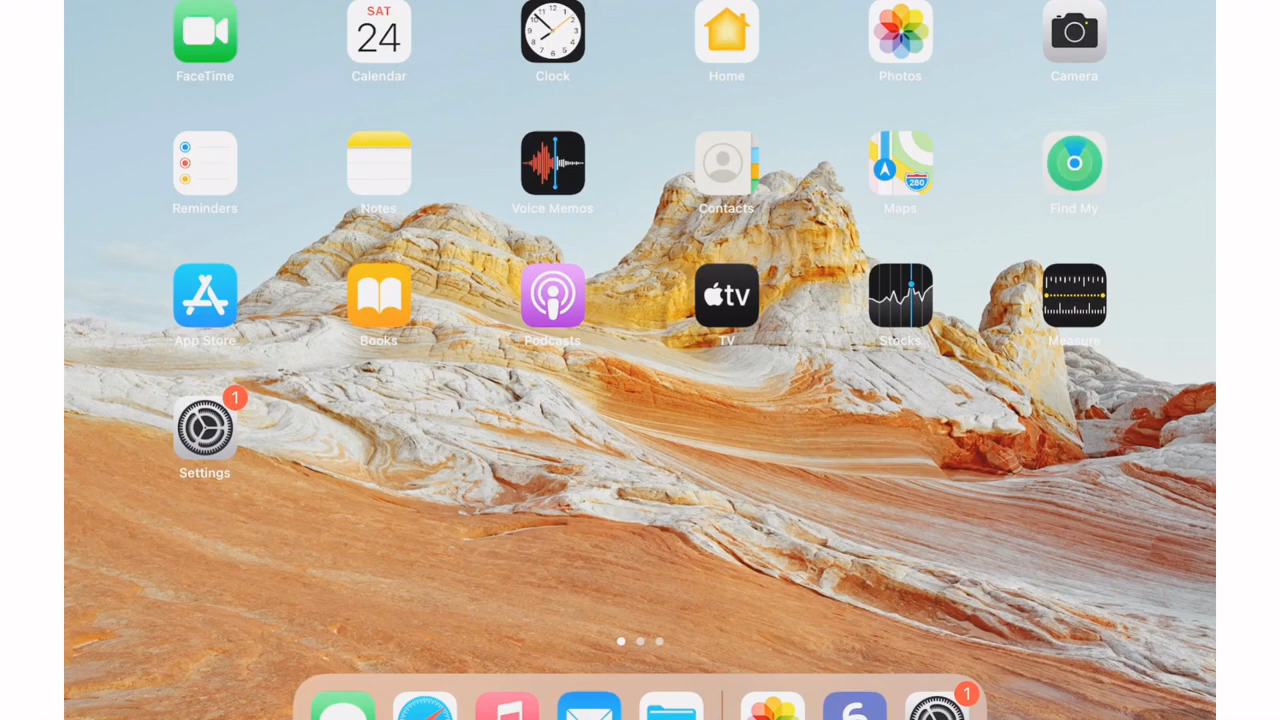 SAT
24
FaceTime Calendar Clock Home Photos Camera
280
Reminders Notes Voice Memos Contacts Maps Find My
tv
App Store Books Podcasts TV Stocks Measure
1
Settings
1